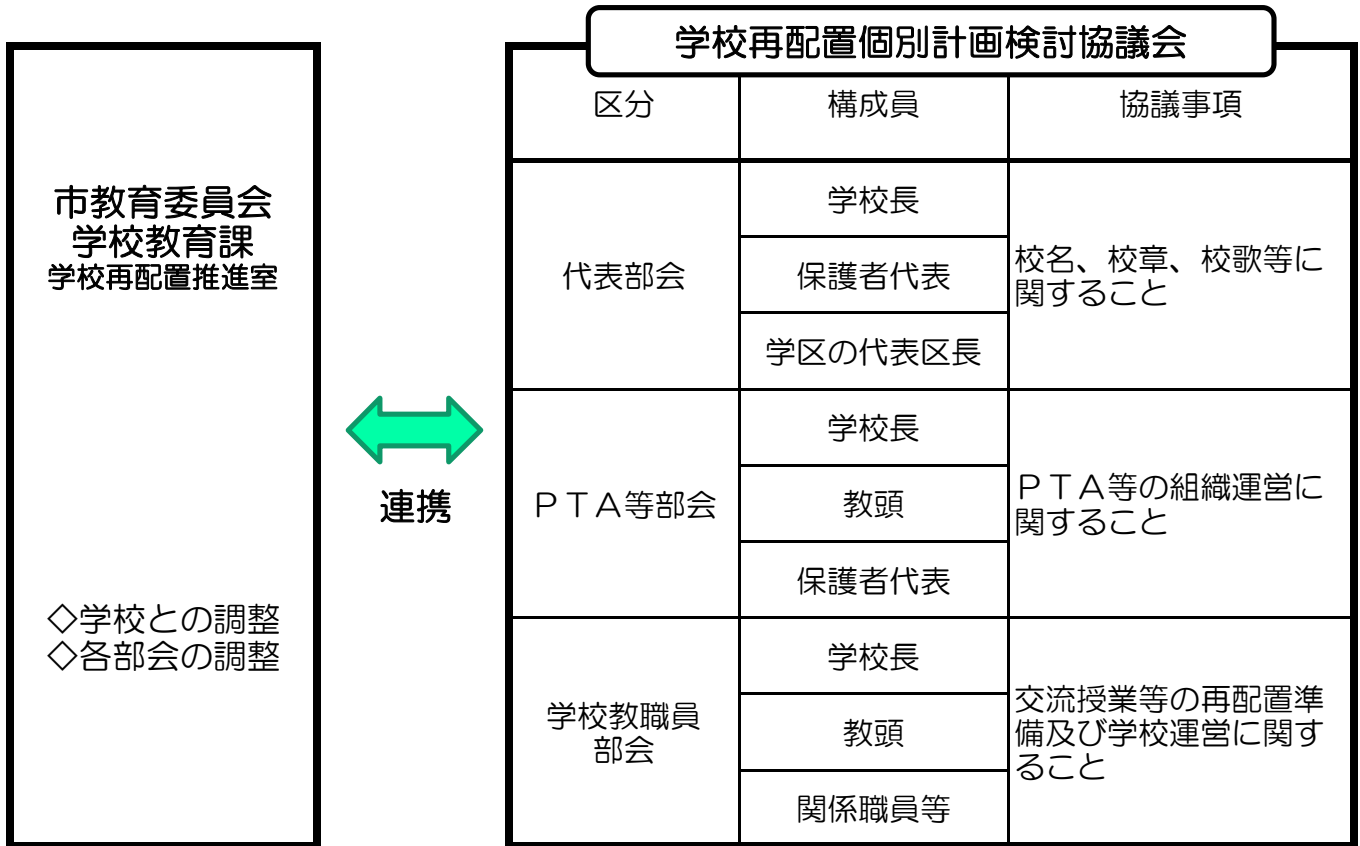 市教育委員会
学校教育課
学校再配置推進室
◇学校との調整
◇各部会の調整
連携
学校再配置個別計画検討協議会
区分
構成員
協議事項
代表部会
学校長
保護者代表
学区の代表区長
校名、校章、校歌等に
関すること
ＰＴＡ等部会
学校長
教頭
保護者代表
ＰＴＡ等の組織運営に
関すること
学校教職員
部会
学校長
教頭
関係職員等
交流授業等の再配置準
備及び学校運営に関す
ること